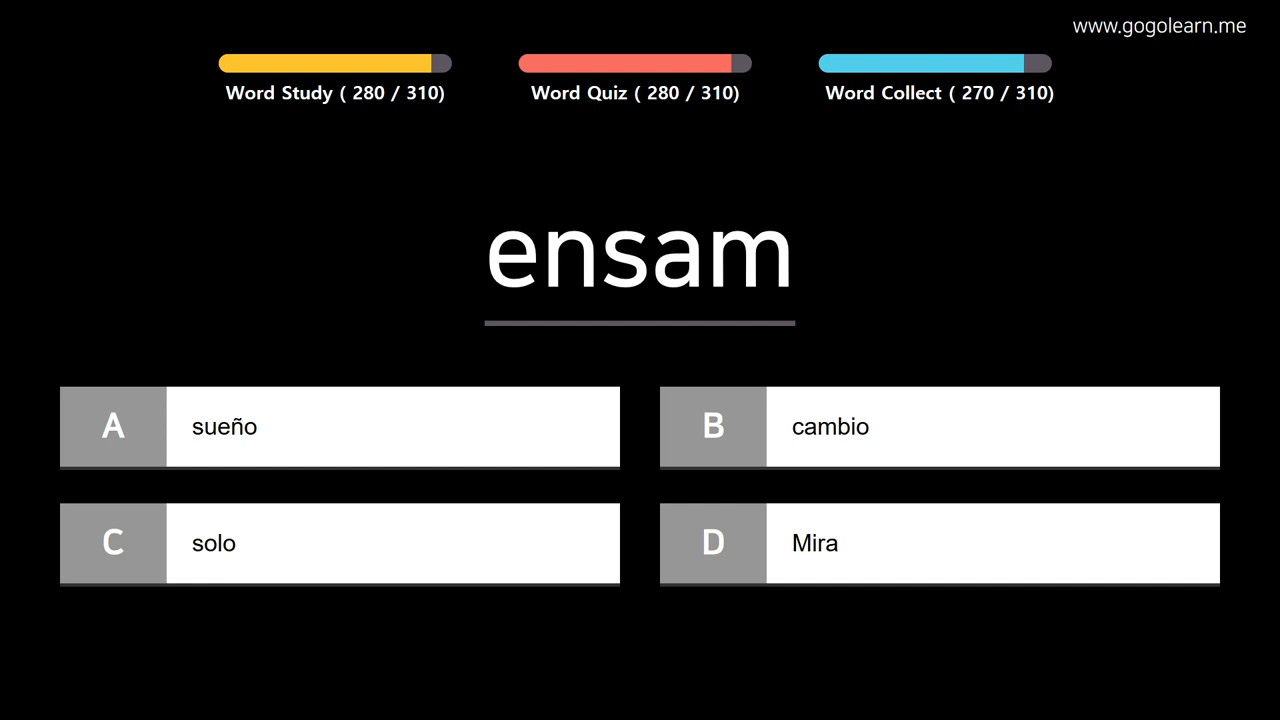 www.gogolearn.me
Word Study ( 280 / 310)
Word Quiz ( 280 / 310)
Word Collect ( 270 / 310)
ensam
A sueño
B cambio
C solo
D Mira